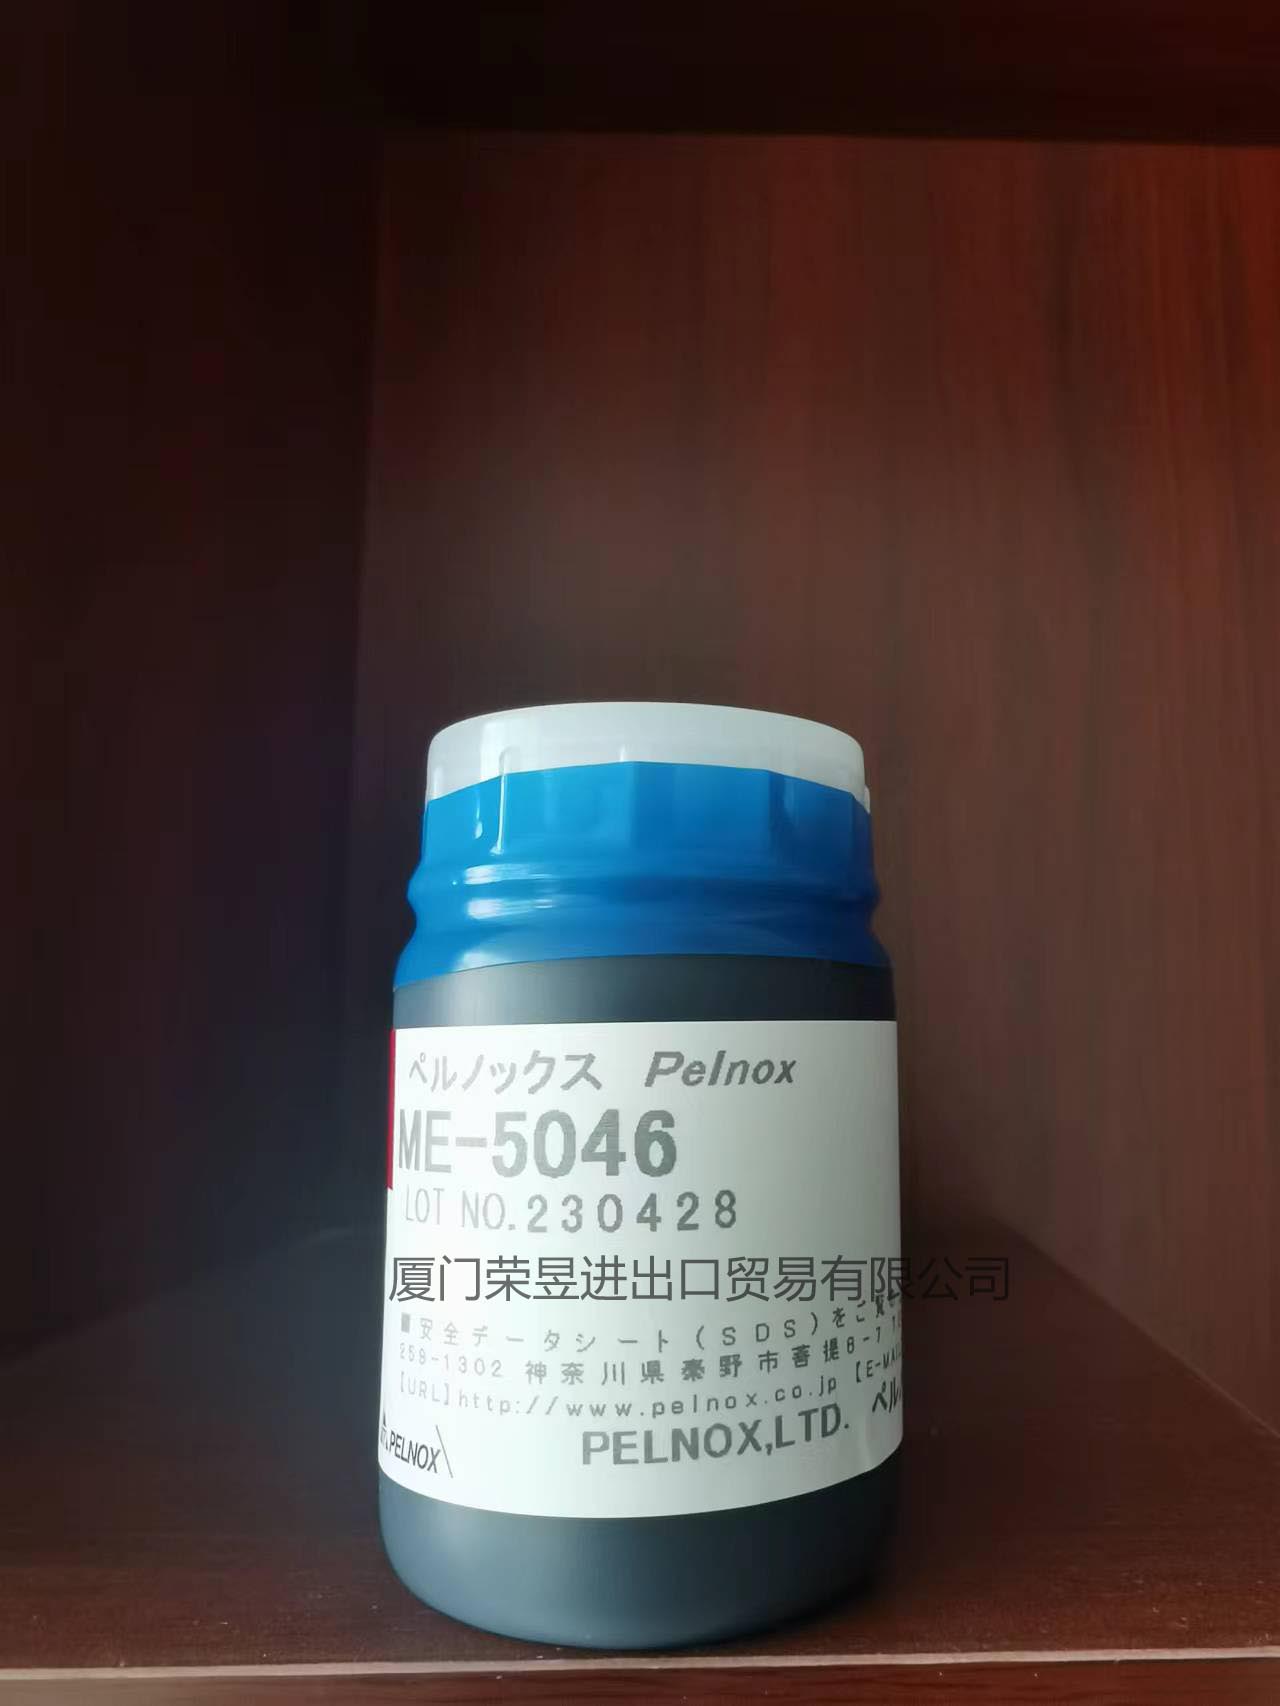 ペルノックス Pelnox
ME-5046
LOT NO.230428
厦门荣昱进出口贸易有限公司
■安全データシート(SDS)をご覧
259-1302 神奈川県秦野市菩提8-7 【E-MAIL
【URL】http://www.pelnox.co.jp ペル
PELNOX PELNOX,LTD.